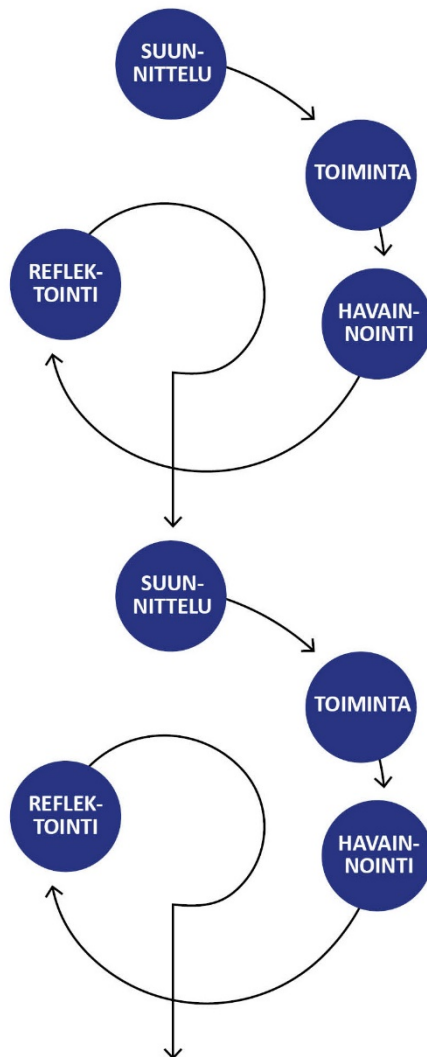 SUUN-
NITTELU
TOIMINTA
HAVAIN-
NOINTI
REFLEK-
TOINTI
SUUN-
NITTELU
TOIMINTA
HAVAIN-
NOINTI
REFLEK-
TOINTI